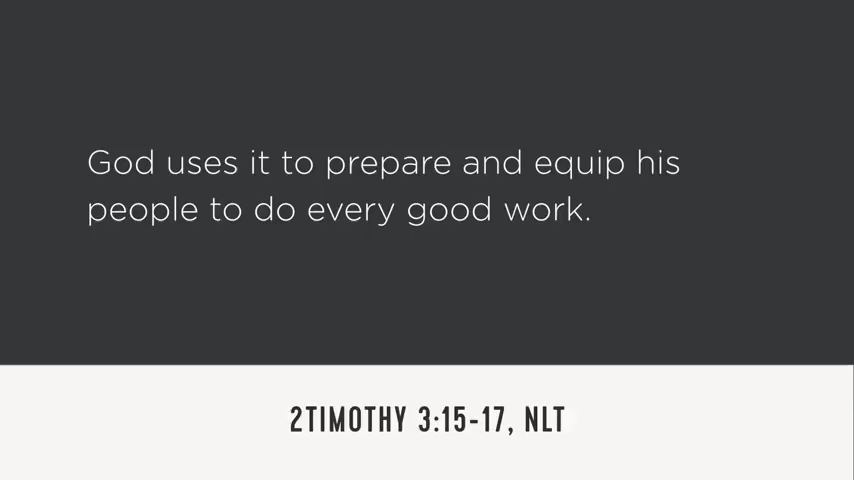 God uses it to prepare and equip his
people to do every good work.
2TIMOTHY 3:15-17, NLT